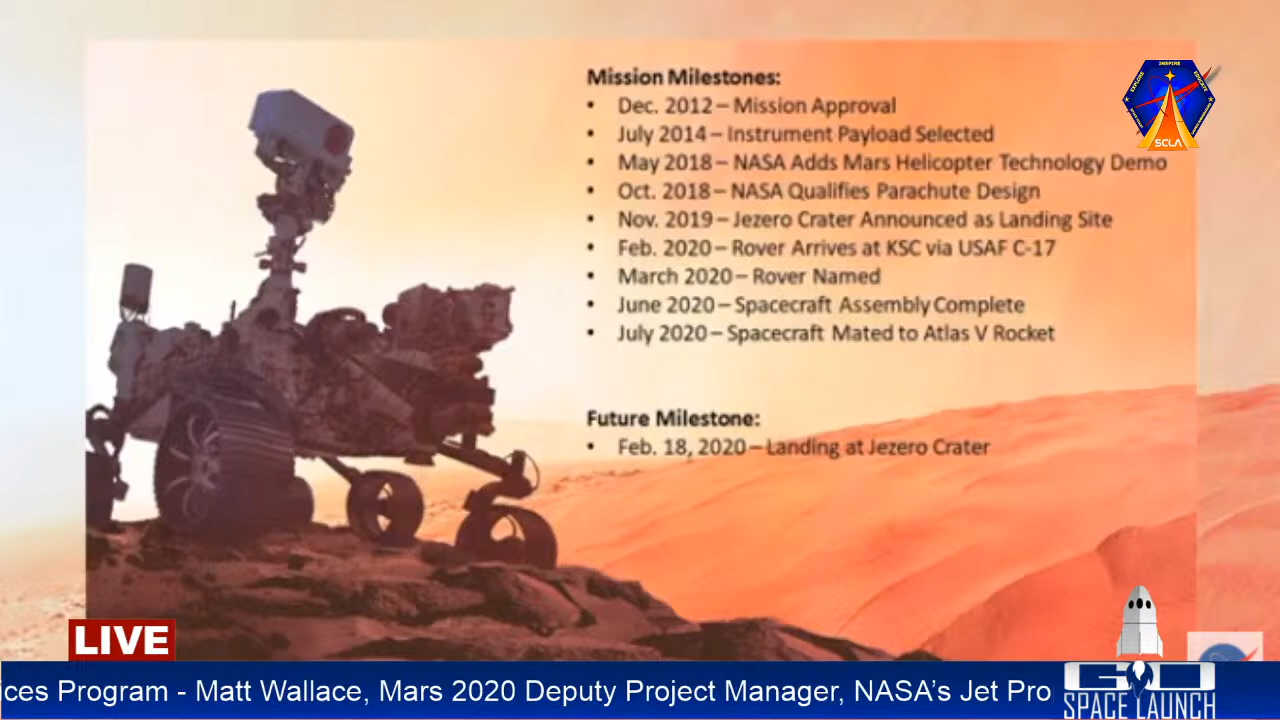 Mission Milestones:
• Dec. 2012 – Mission Approval
• July 2014 – Instrument Payload Selected
• May 2018 – NASA Adds Mars Helicopter Technology Demo
• Oct. 2018 – NASA Qualifies Parachute Design
• Nov. 2019 – Jezero Crater Announced as Landing Site
• Feb. 2020 – Rover Arrives at KSC via USAF C-17
• March 2020 – Rover Named
• June 2020 – Spacecraft Assembly Complete
• July 2020 – Spacecraft Mated to Atlas V Rocket
Future Milestone:
• Feb. 18, 2020 – Landing at Jezero Crater
EXPLORE INSPIRE EDUCATE
SCLA
LIVE
ces Program - Matt Wallace, Mars 2020 Deputy Project Manager, NASA's Jet Pro
GO
SPACE LAUNCH